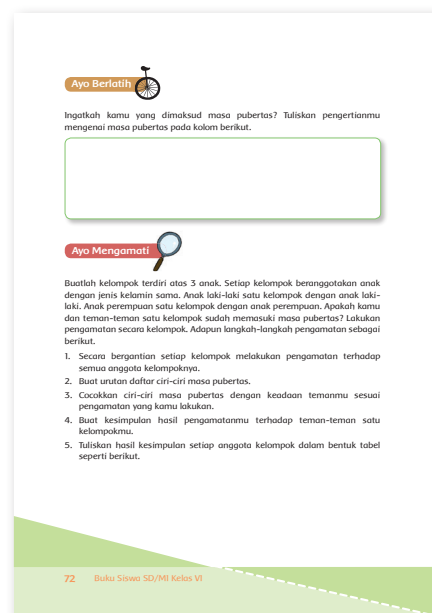 Ayo Berlatih
Ingatkah kamu yang dimaksud masa pubertas? Tuliskan pengertianmu
mengenai masa pubertas pada kolom berikut.
Ayo Mengamati
Buatlah kelompok terdiri atas 3 anak. Setiap kelompok beranggotakan anak
dengan jenis kelamin sama. Anak laki-laki satu kelompok dengan anak laki-
laki. Anak perempuan satu kelompok dengan anak perempuan. Apakah kamu
dan teman-teman satu kelompok sudah memasuki masa pubertas? Lakukan
pengamatan secara kelompok. Adapun langkah-langkah pengamatan sebagai
berikut.
1. Secara bergantian setiap kelompok melakukan pengamatan terhadap
semua anggota kelompoknya.
2. Buat urutan daftar ciri-ciri masa pubertas.
3. Cocokkan ciri-ciri masa pubertas dengan keadaan temanmu sesuai
pengamatan yang kamu lakukan.
4. Buat kesimpulan hasil pengamatanmu terhadap teman-teman satu
kelompokmu.
5. Tuliskan hasil kesimpulan setiap anggota kelompok dalam bentuk tabel
seperti berikut.
72 Buku Siswa SD/MI Kelas VI